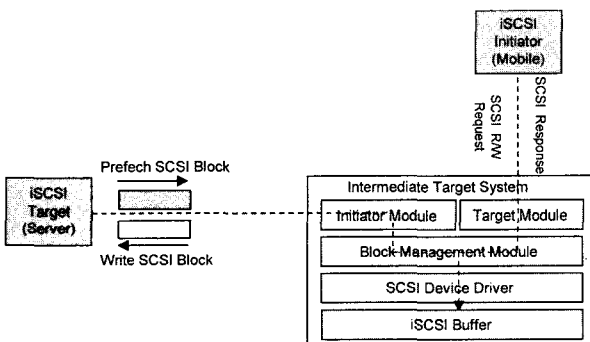 iSCSI
Initiator
(Mobile)
SCSI Response
SCSI R/W
Request
Prefech SCSI Block
iSCSI
Target
(Server)
Write SCSI Block
Intermediate Target System
Initiator Module
Target Module
Block Management Module
SCSI Device Driver
iSCSI Buffer